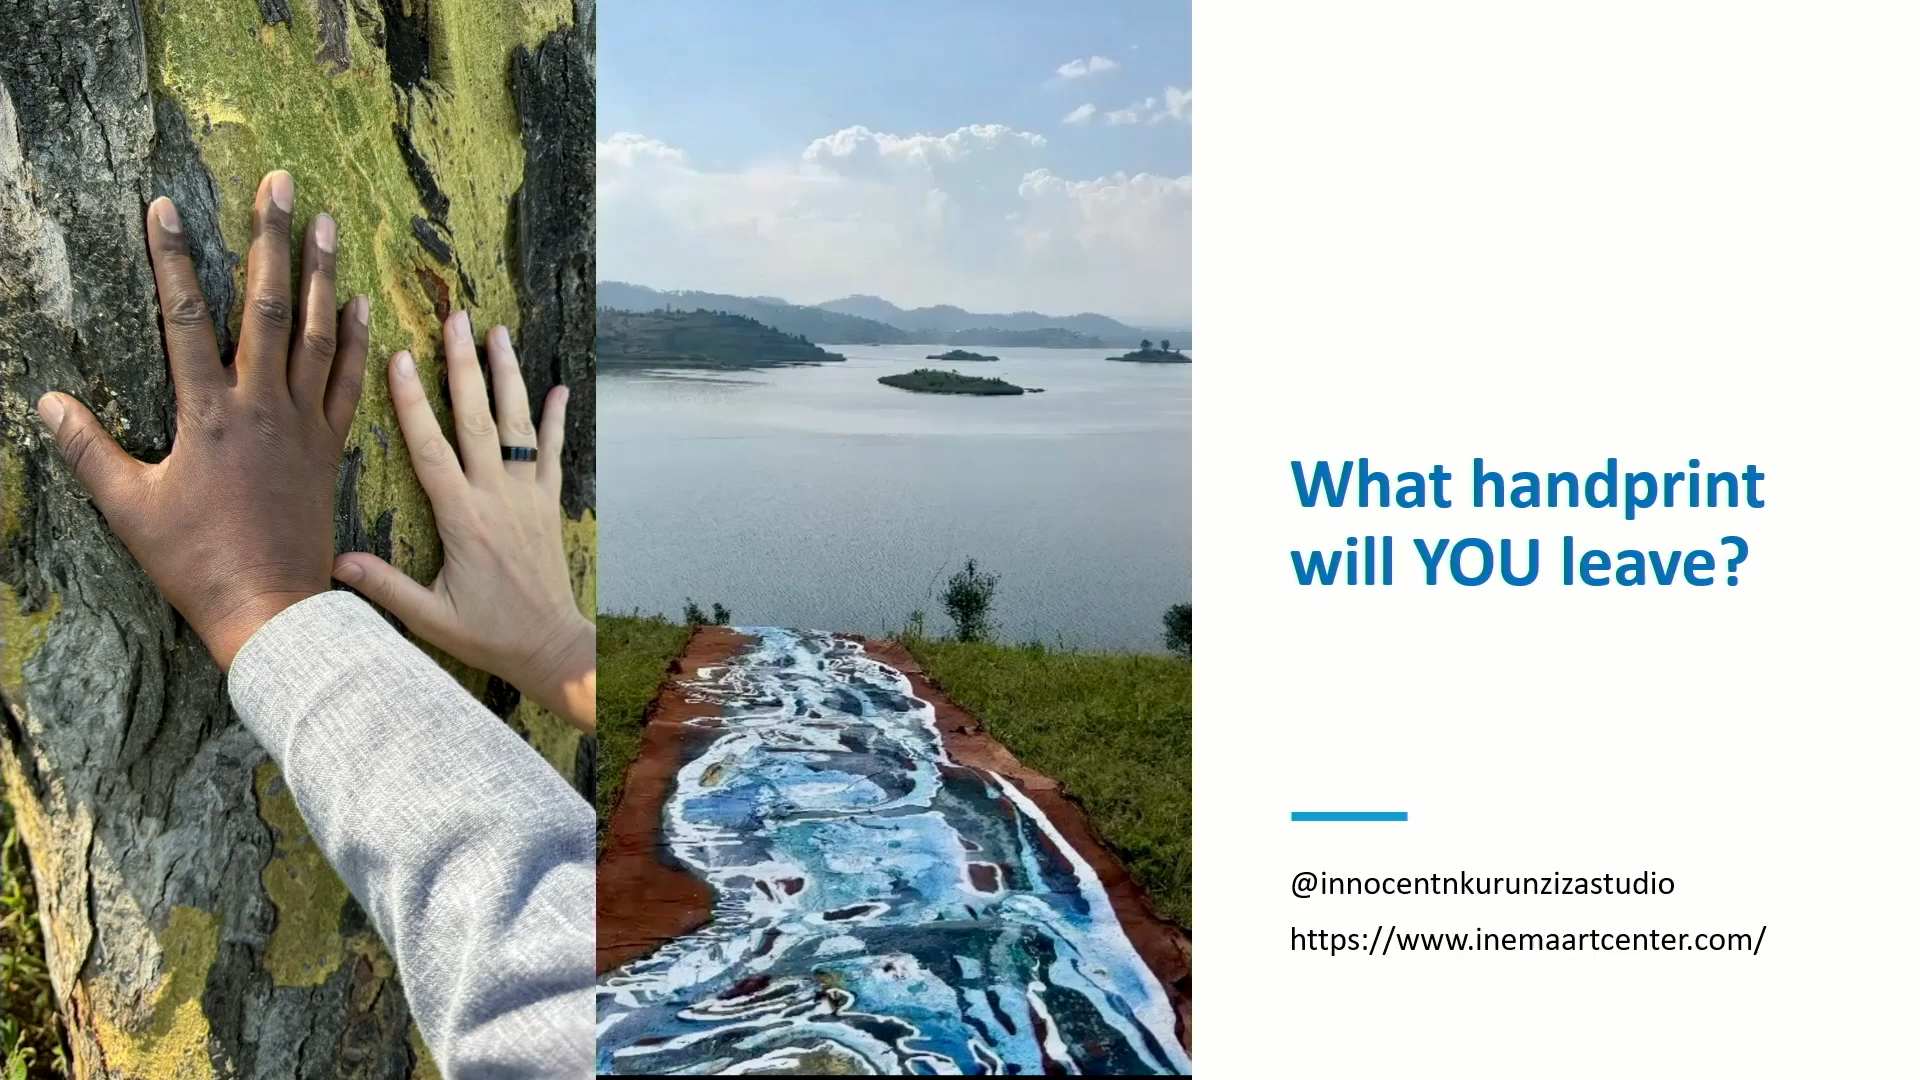 What handprint
will YOU leave?
@innocentnkurunzizastudio
https://www.inemaartcenter.com/